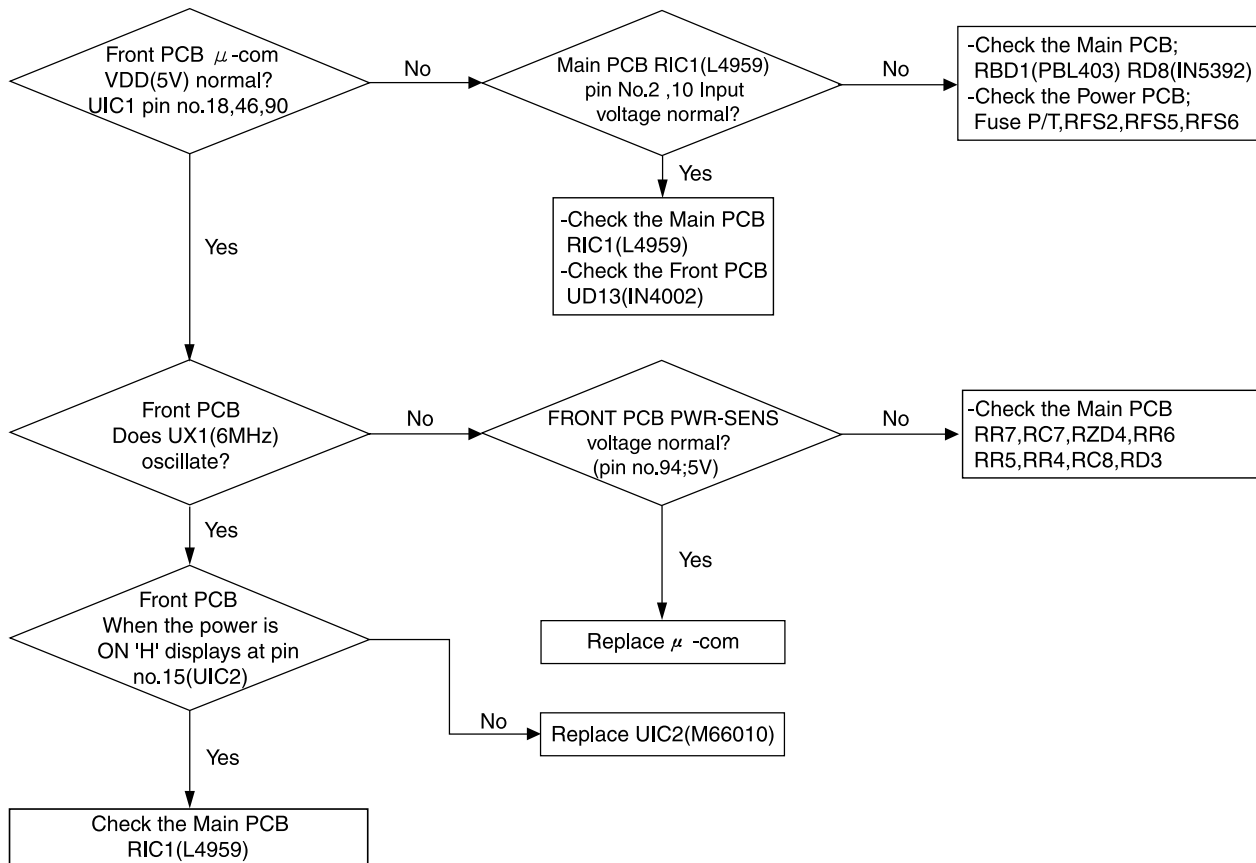 Front PCB μ-com
VDD(5V) normal?
UIC1 pin no.18,46,90
No
Main PCB RIC1(L4959)
pin No.2 ,10 Input
voltage normal?
No
-Check the Main PCB;
RBD1(PBL403) RD8(IN5392)
-Check the Power PCB;
Fuse P/T,RFS2,RFS5,RFS6
Yes
-Check the Main PCB
RIC1(L4959)
-Check the Front PCB
UD13(IN4002)
Yes
Front PCB
Does UX1(6MHz)
oscillate?
No
FRONT PCB PWR-SENS
voltage normal?
(pin no.94;5V)
No
-Check the Main PCB
RR7,RC7,RZD4,RR6
RR5,RR4,RC8,RD3
Yes
Yes
Replace μ -com
Front PCB
When the power is
ON 'H' displays at pin
no.15(UIC2)
No
Replace UIC2(M66010)
Yes
Check the Main PCB
RIC1(L4959)